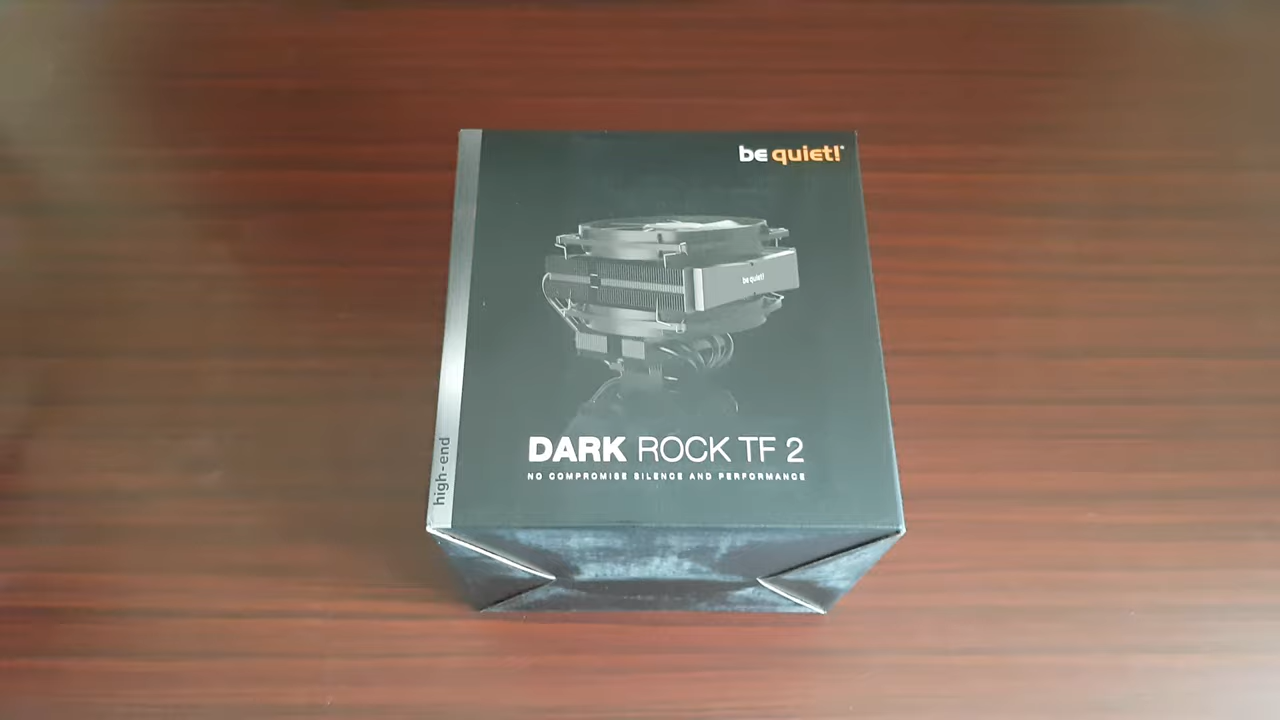 be quiet!®
be quiet!
DARK ROCK TF 2
NO COMPROMISE SILENCE AND PERFORMANCE
high-end